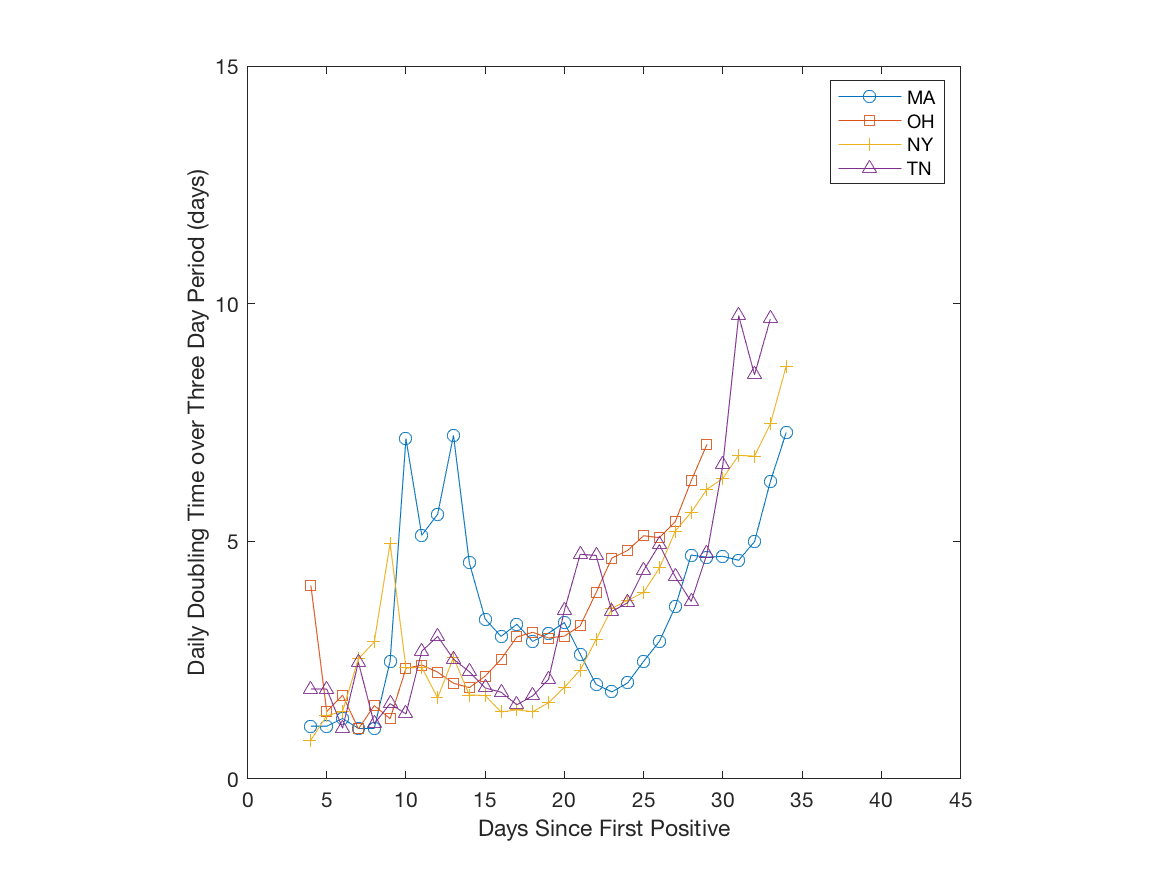 15
10
5
0
Daily Doubling Time over Three Day Period (days)
MA
OH
NY
TN
0 5 10 15 20 25 30 35 40 45
Days Since First Positive